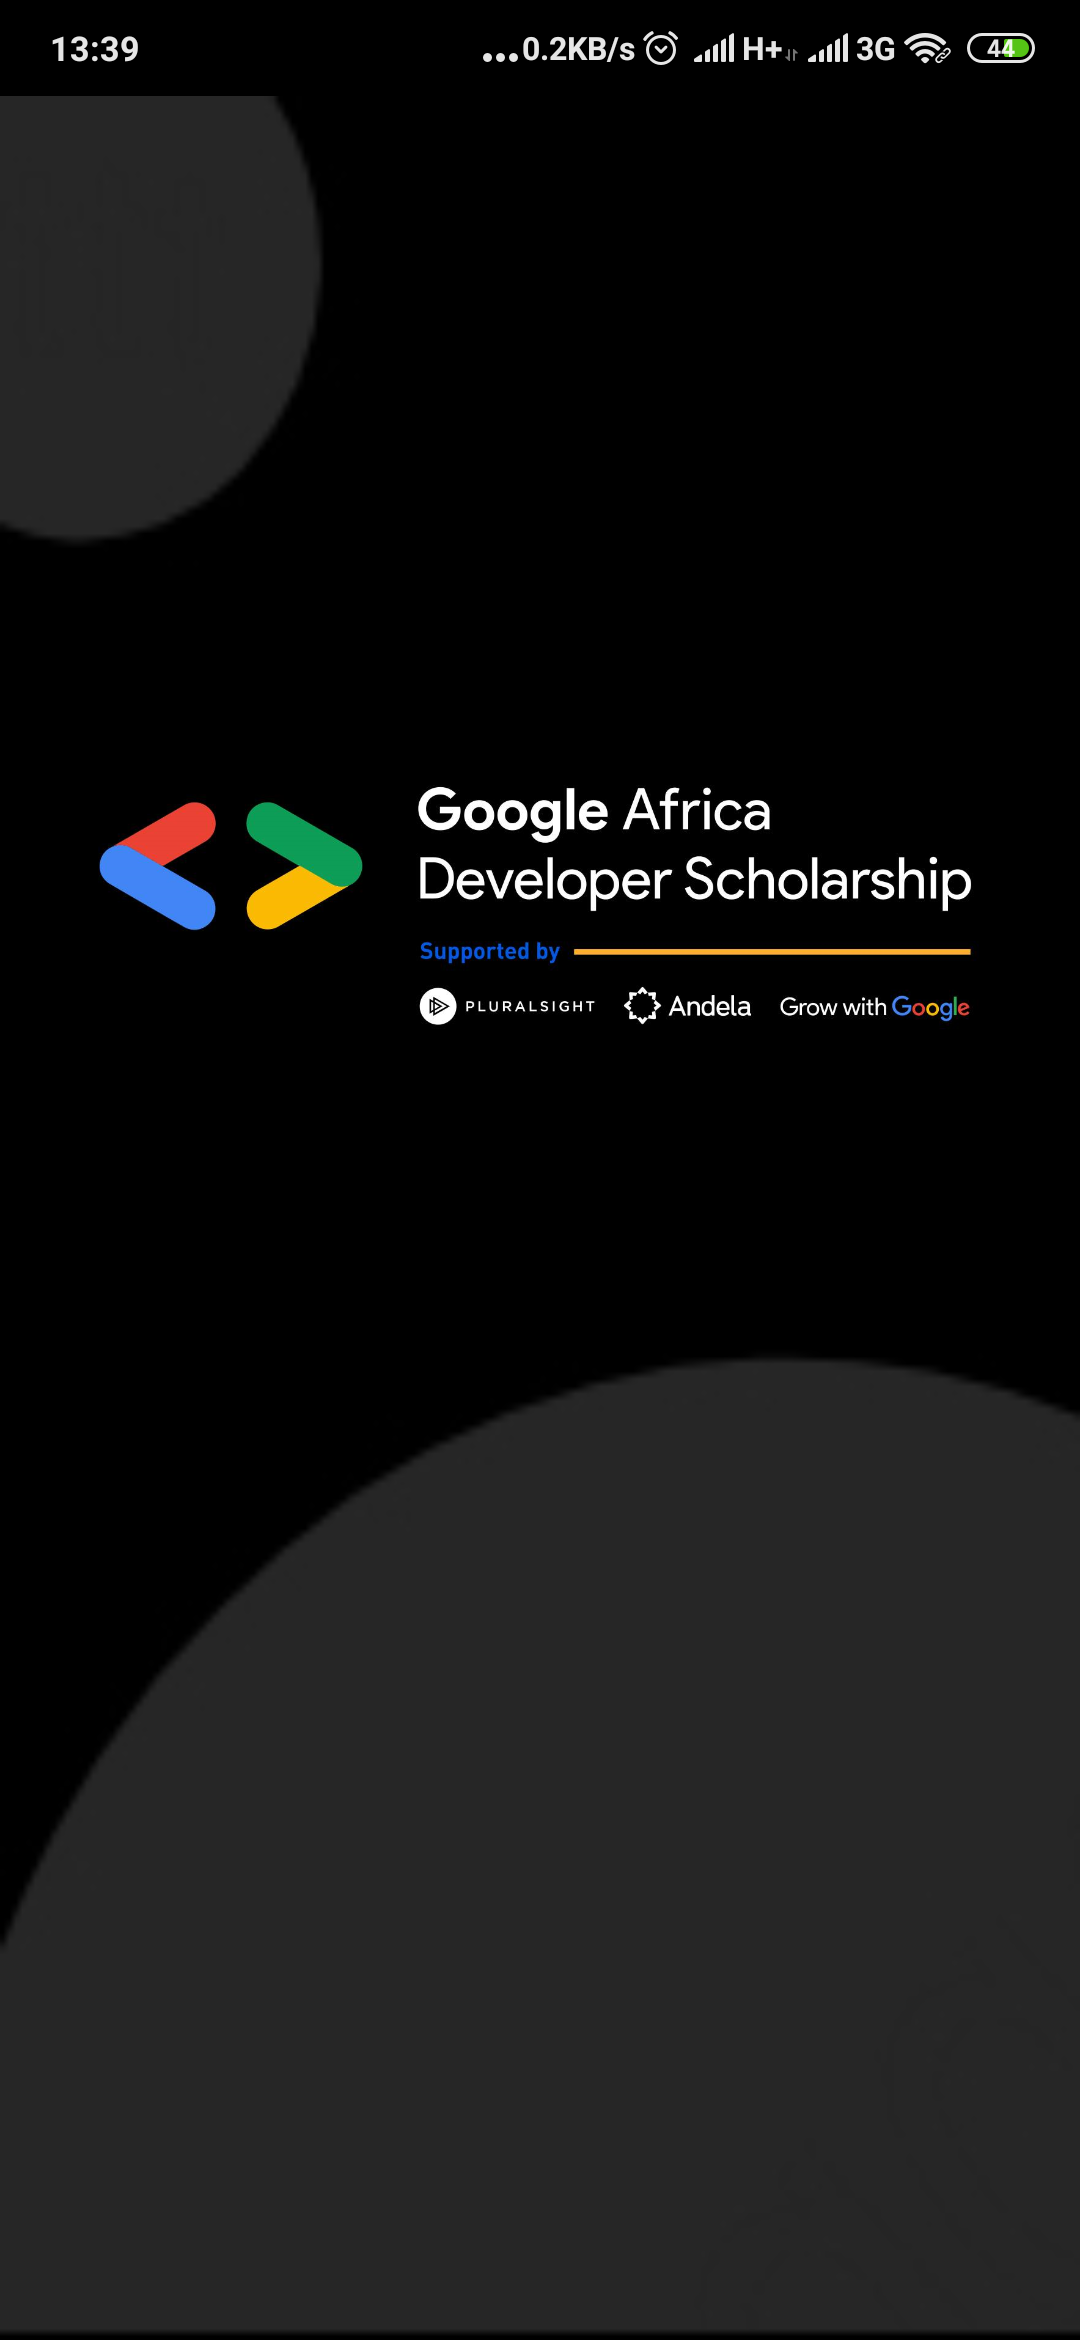 13:39 ...0.2KB/s H+ 3G 44
Google Africa
Developer Scholarship
Supported by
PLURALSIGHT Andela Grow with Google